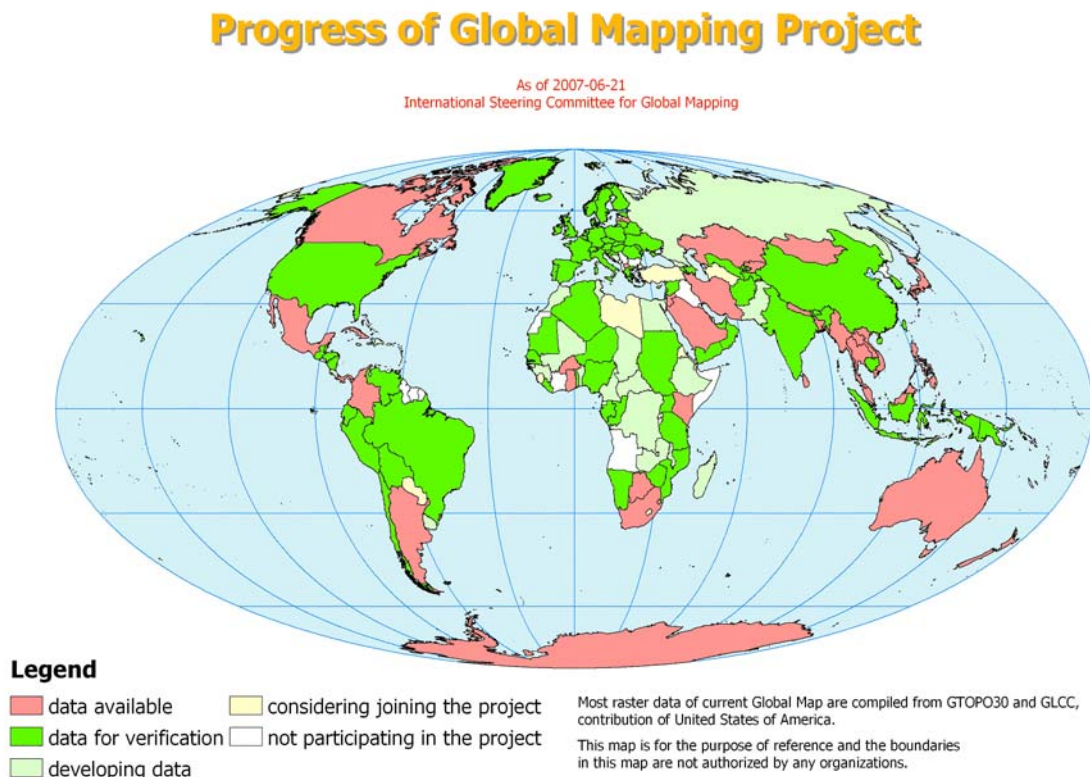 Progress of Global Mapping Project
As of 2007-06-21
International Steering Committee for Global Mapping
Legend
data available
considering joining the project
data for verification
not participating in the project
developing data
Most raster data of current Global Map are compiled from GTOPO30 and GLCC,
contribution of United States of America.
This map is for the purpose of reference and the boundaries
in this map are not authorized by any organizations.